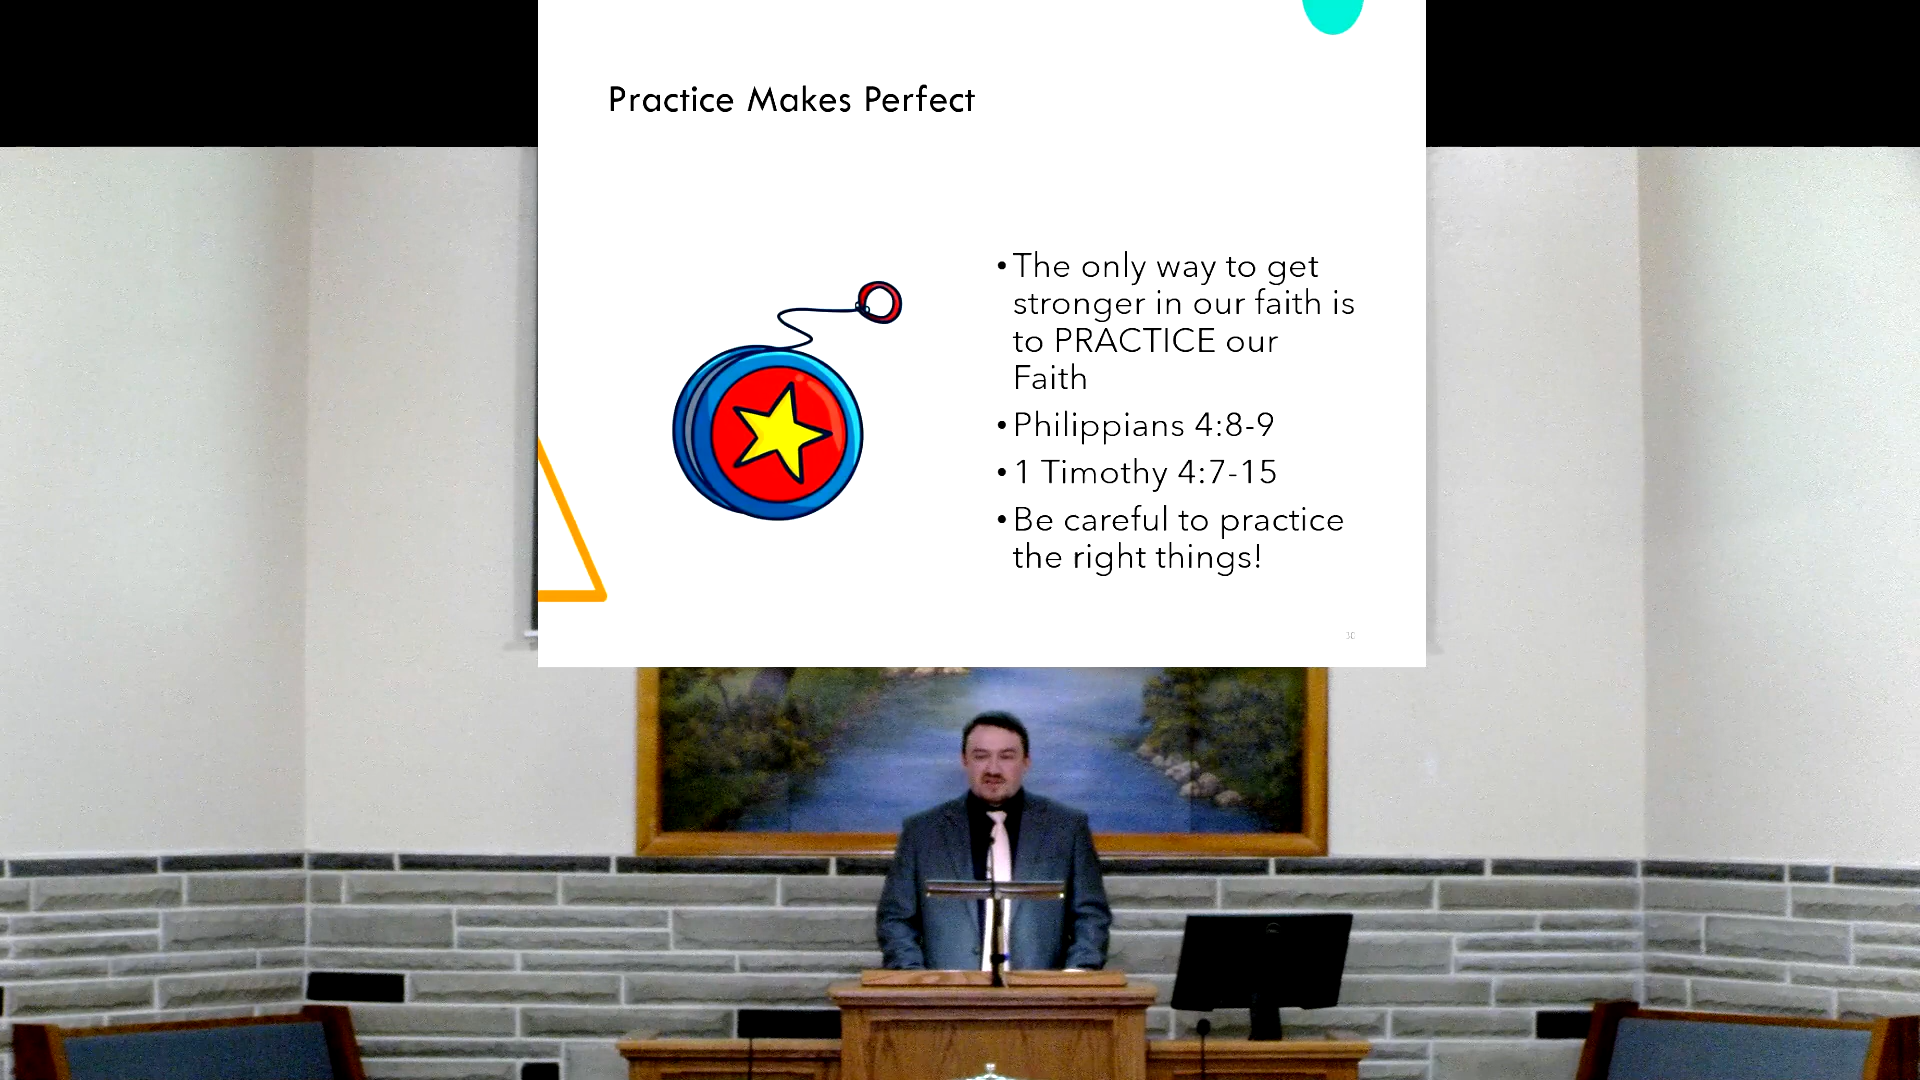 Practice Makes Perfect
•The only way to get
stronger in our faith is
to PRACTICE our
Faith
•Philippians 4:8-9
•1 Timothy 4:7-15
•Be careful to practice
the right things!
30